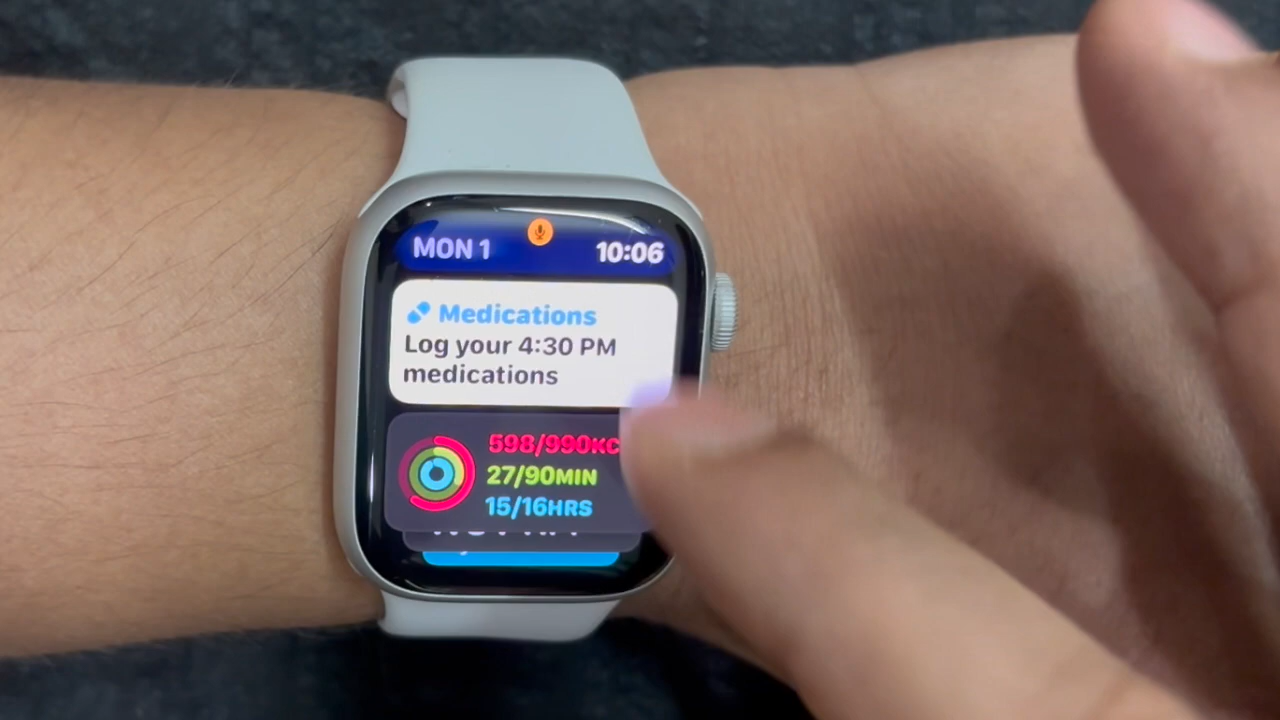 MON 1
10:06
Medications
Log your 4:30 PM
medications
598/990KC
27/90MIN
15/16HRS